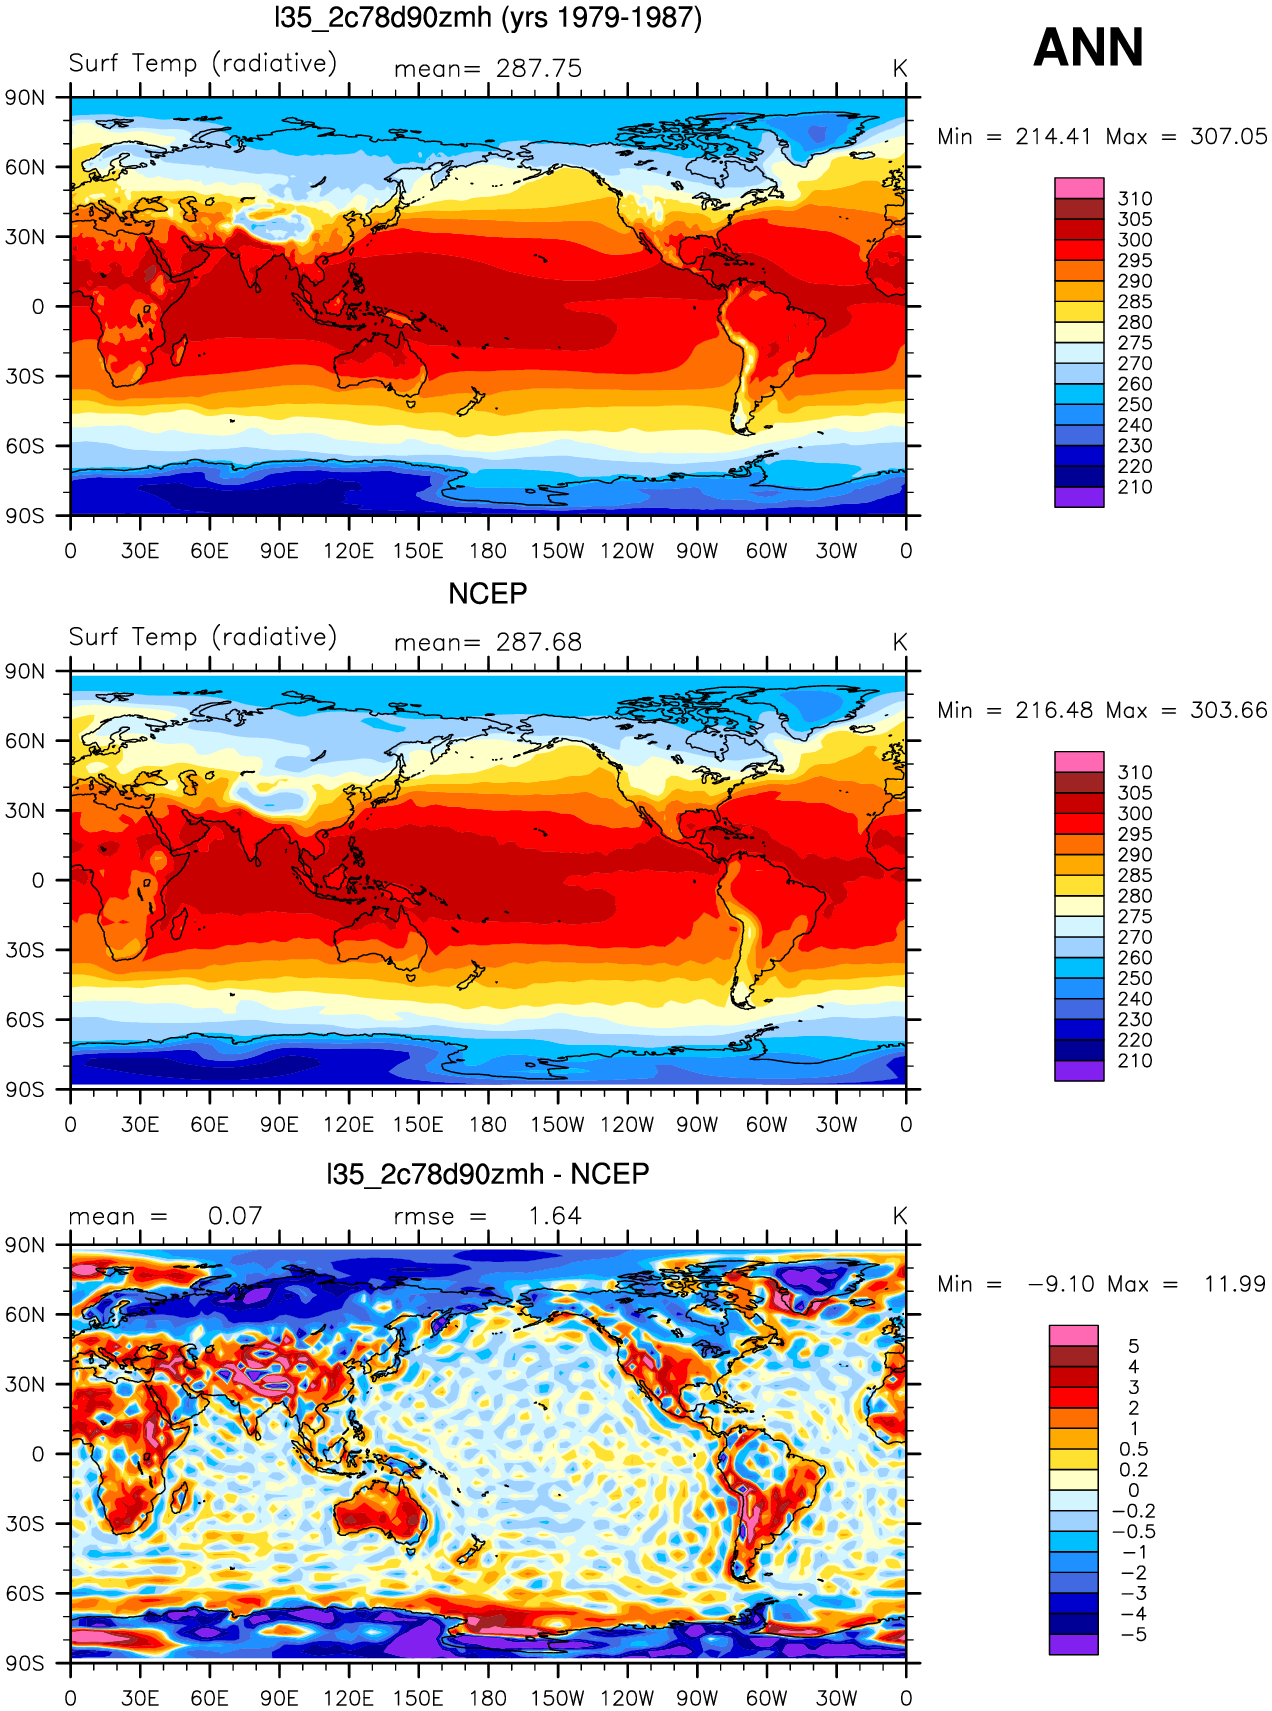 l35_2c78d90zmh (yrs 1979-1987)
ANN
Surf Temp (radiative) mean= 287.75 K
Min = 214.41 Max = 307.05
90N
60N
30N
0
30S
60S
90S
0 30E 60E 90E 120E 150E 180 150W 120W 90W 60W 30W 0
310
305
300
295
290
285
280
275
270
260
250
240
230
220
210
NCEP
Surf Temp (radiative) mean= 287.68 K
Min = 216.48 Max = 303.66
90N
60N
30N
0
30S
60S
90S
0 30E 60E 90E 120E 150E 180 150W 120W 90W 60W 30W 0
310
305
300
295
290
285
280
275
270
260
250
240
230
220
210
l35_2c78d90zmh - NCEP
mean = 0.07 rmse = 1.64 K
Min = −9.10 Max = 11.99
90N
60N
30N
0
30S
60S
90S
0 30E 60E 90E 120E 150E 180 150W 120W 90W 60W 30W 0
5
4
3
2
1
0.5
0.2
0
−0.2
−0.5
−1
−2
−3
−4
−5